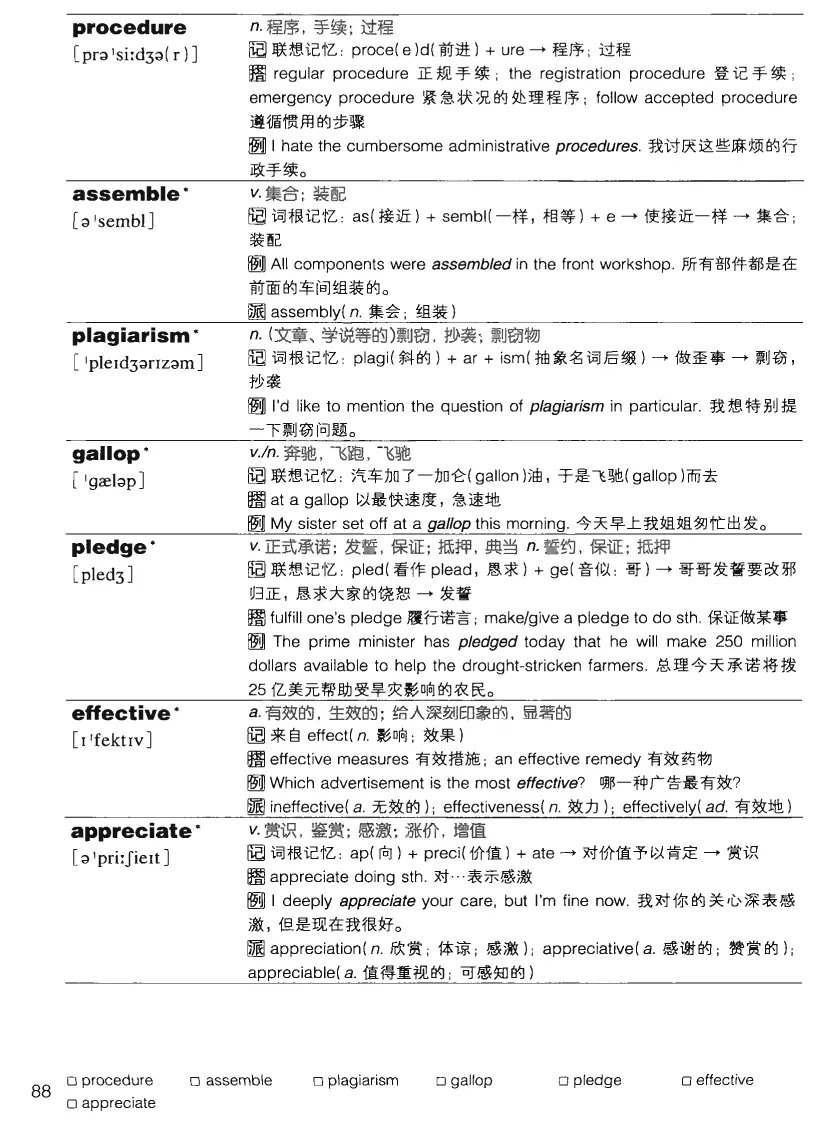 procedure n. 程序, 手续; 过程
[prəˈsiːdʒə(r)] 记 联想记忆: proce(e)d(前进) + ure → 程序; 过程
搭 regular procedure 正规手续; the registration procedure 登记手续;
emergency procedure 紧急状况的处理程序; follow accepted procedure
遵循惯用的步骤
例 I hate the cumbersome administrative procedures. 我讨厌这些麻烦的行
政手续。
assemble* v. 集合; 装配
[əˈsembl] 记 词根记忆: as(接近) + sembl(一样, 相等) + e → 使接近一样 → 集合;
装配
例 All components were assembled in the front workshop. 所有部件都是在
前面的车间组装的。
派 assembly(n. 集会; 组装)
plagiarism* n. (文章、学说等的)剽窃, 抄袭; 剽窃物
[ˈpleɪdʒərɪzəm] 记 词根记忆: plagi(斜的) + ar + ism(抽象名词后缀) → 做歪事 → 剽窃,
抄袭
例 I'd like to mention the question of plagiarism in particular. 我想特别提
一下剽窃问题。
gallop* v./n. 奔驰, 飞跑, 飞驰
[ˈɡæləp] 记 联想记忆: 汽车加了一加仑(gallon)油, 于是飞驰(gallop)而去
搭 at a gallop 以最快速度, 急速地
例 My sister set off at a gallop this morning. 今天早上我姐姐匆忙出发。
pledge* v. 正式承诺; 发誓, 保证; 抵押, 典当 n. 誓约, 保证; 抵押
[pledʒ] 记 联想记忆: pled(看作 plead, 恳求) + ge(音似: 哥) → 哥哥发誓要改邪
归正, 恳求大家的饶恕 → 发誓
搭 fulfill one's pledge 履行诺言; make/give a pledge to do sth. 保证做某事
例 The prime minister has pledged today that he will make 250 million
dollars available to help the drought-stricken farmers. 总理今天承诺将拨
25 亿美元帮助受旱灾影响的农民。
effective* a. 有效的, 生效的; 给人深刻印象的, 显著的
[ɪˈfektɪv] 记 来自 effect(n. 影响; 效果)
搭 effective measures 有效措施; an effective remedy 有效药物
例 Which advertisement is the most effective? 哪一种广告最有效?
派 ineffective(a. 无效的); effectiveness(n. 效力); effectively(ad. 有效地)
appreciate* v. 赏识, 鉴赏; 感激; 涨价, 增值
[əˈpriːʃieɪt] 记 词根记忆: ap(向) + preci(价值) + ate → 对价值予以肯定 → 赏识
搭 appreciate doing sth. 对…表示感激
例 I deeply appreciate your care, but I'm fine now. 我对你的关心深表感
激, 但是现在我很好。
派 appreciation(n. 欣赏; 体谅; 感激); appreciative(a. 感谢的; 赞赏的);
appreciable(a. 值得重视的; 可感知的)
88 □ procedure □ assemble □ plagiarism □ gallop □ pledge □ effective
□ appreciate